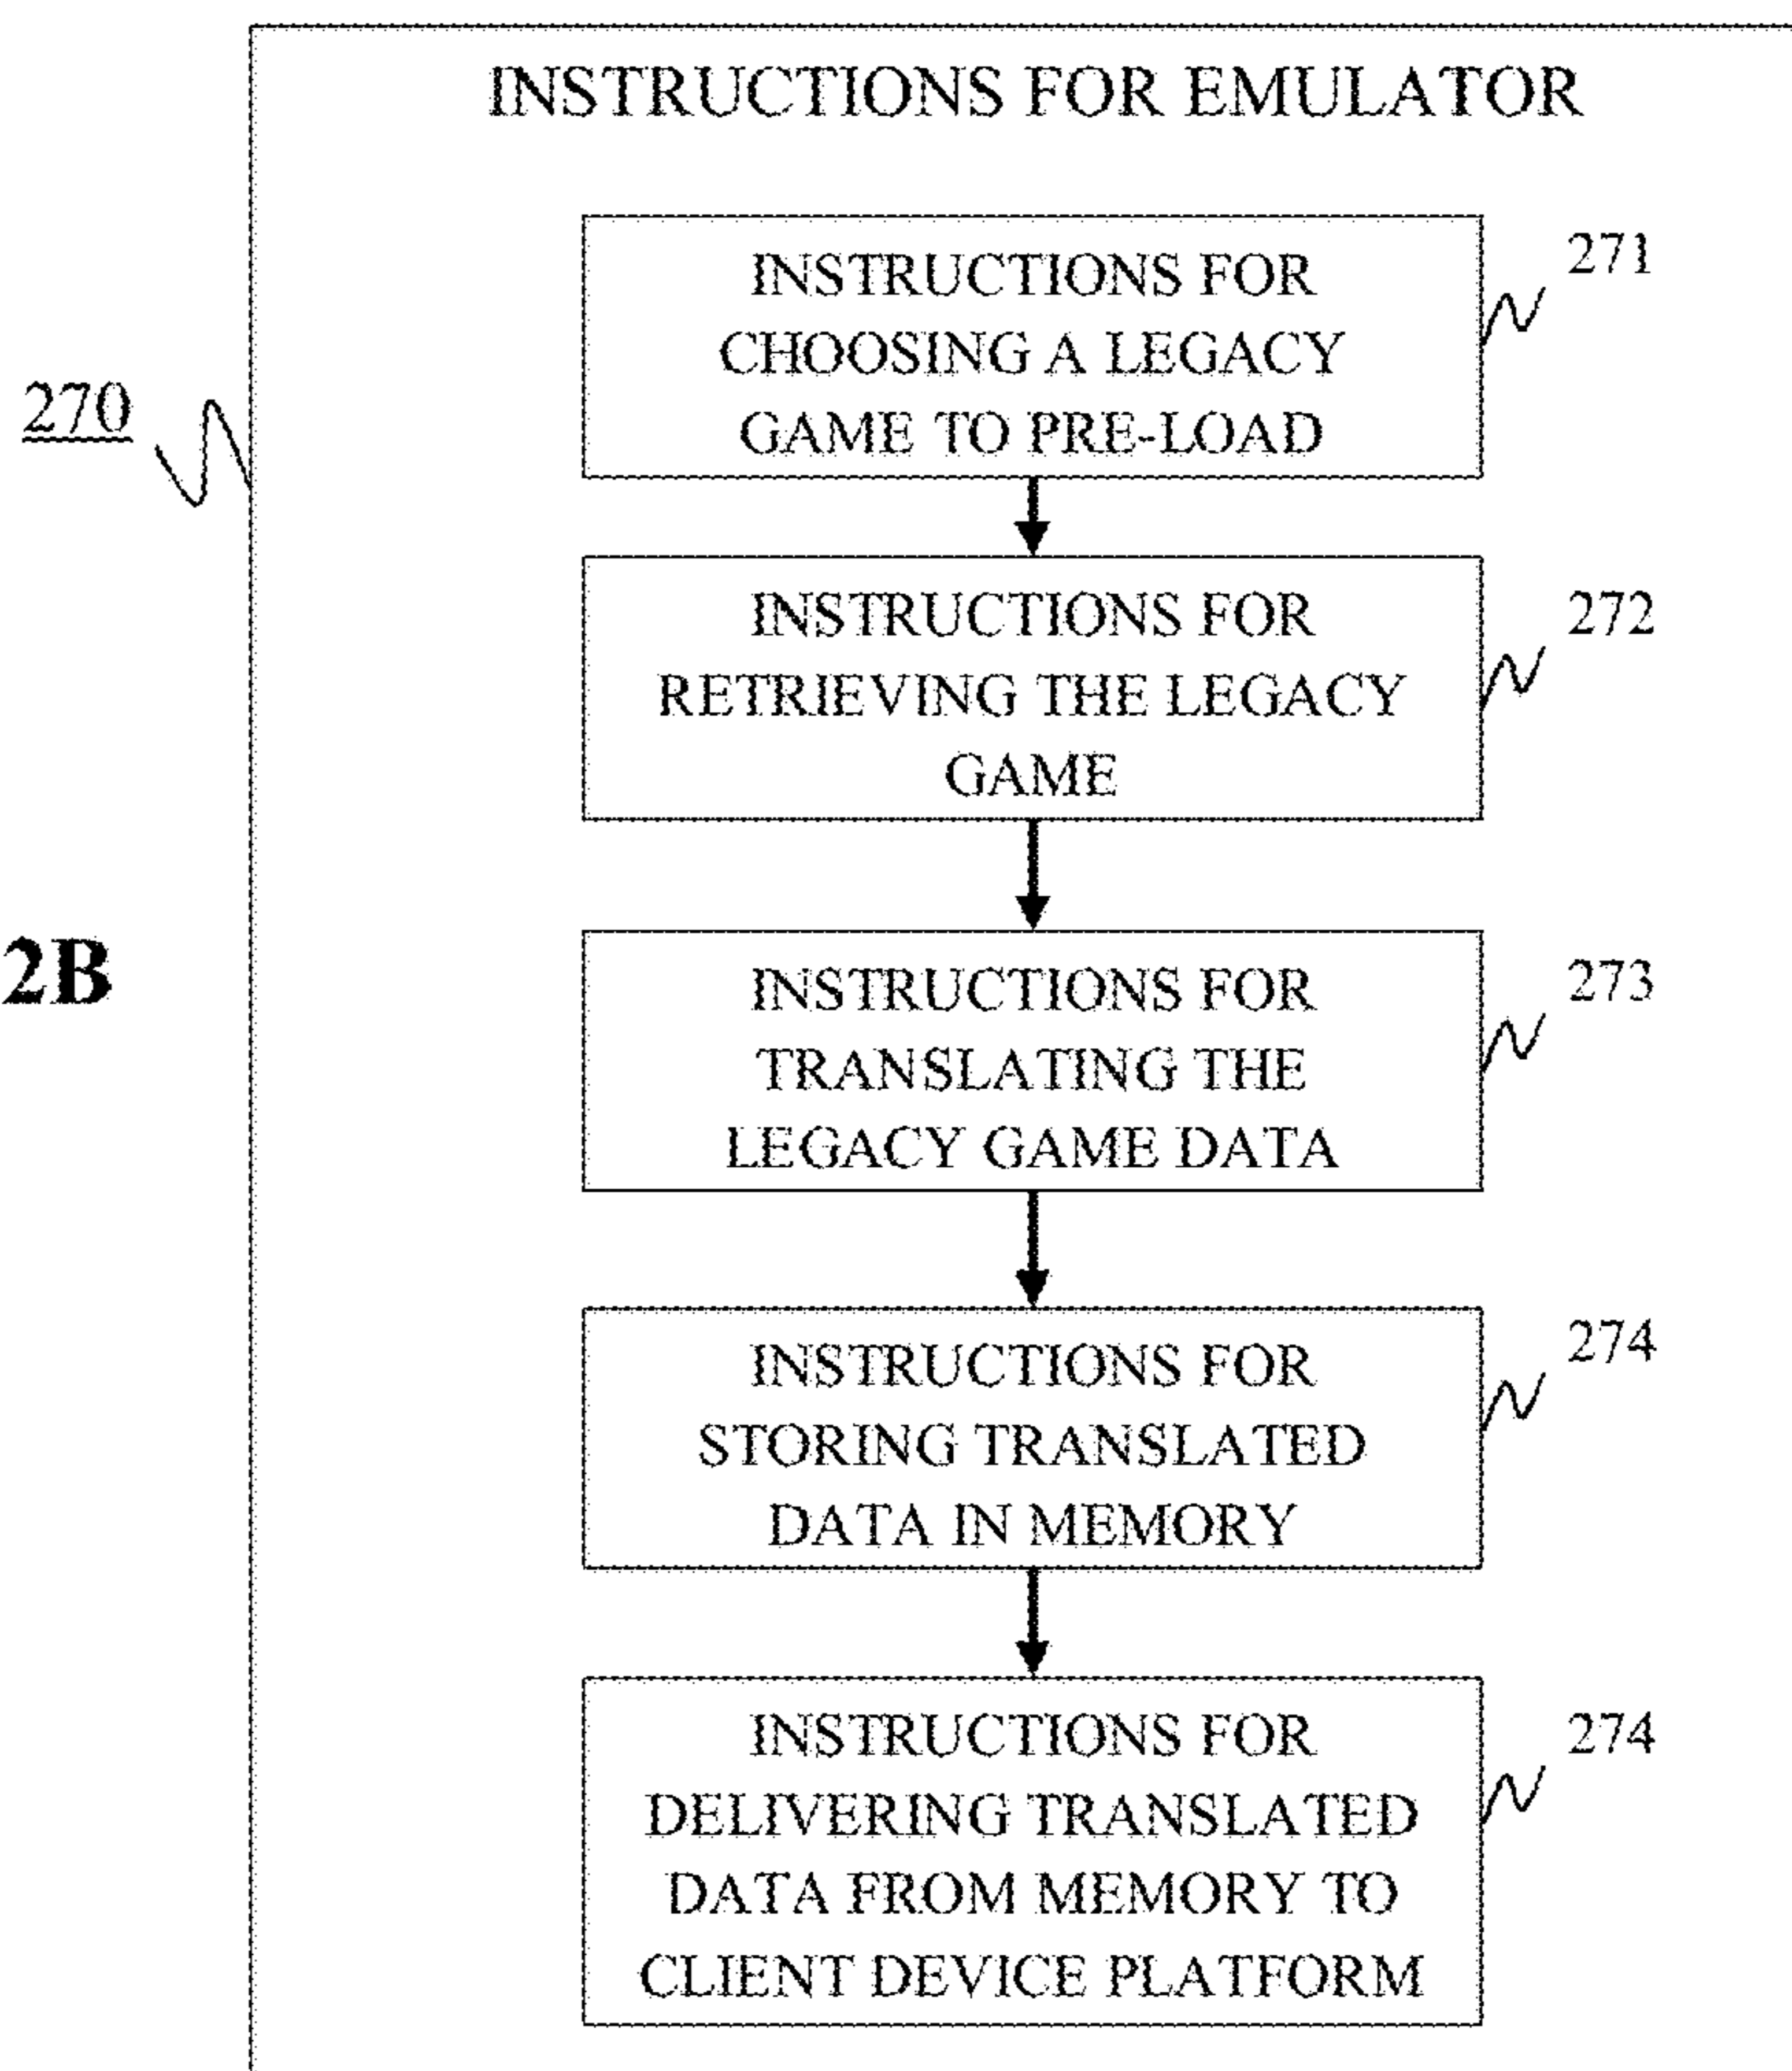 INSTRUCTIONS FOR EMULATOR
INSTRUCTIONS FOR
CHOOSING A LEGACY
GAME TO PRE-LOAD
271
270
INSTRUCTIONS FOR
RETRIEVING THE LEGACY
GAME
272
2B
INSTRUCTIONS FOR
TRANSLATING THE
LEGACY GAME DATA
273
INSTRUCTIONS FOR
STORING TRANSLATED
DATA IN MEMORY
274
INSTRUCTIONS FOR
DELIVERING TRANSLATED
DATA FROM MEMORY TO
CLIENT DEVICE PLATFORM
274